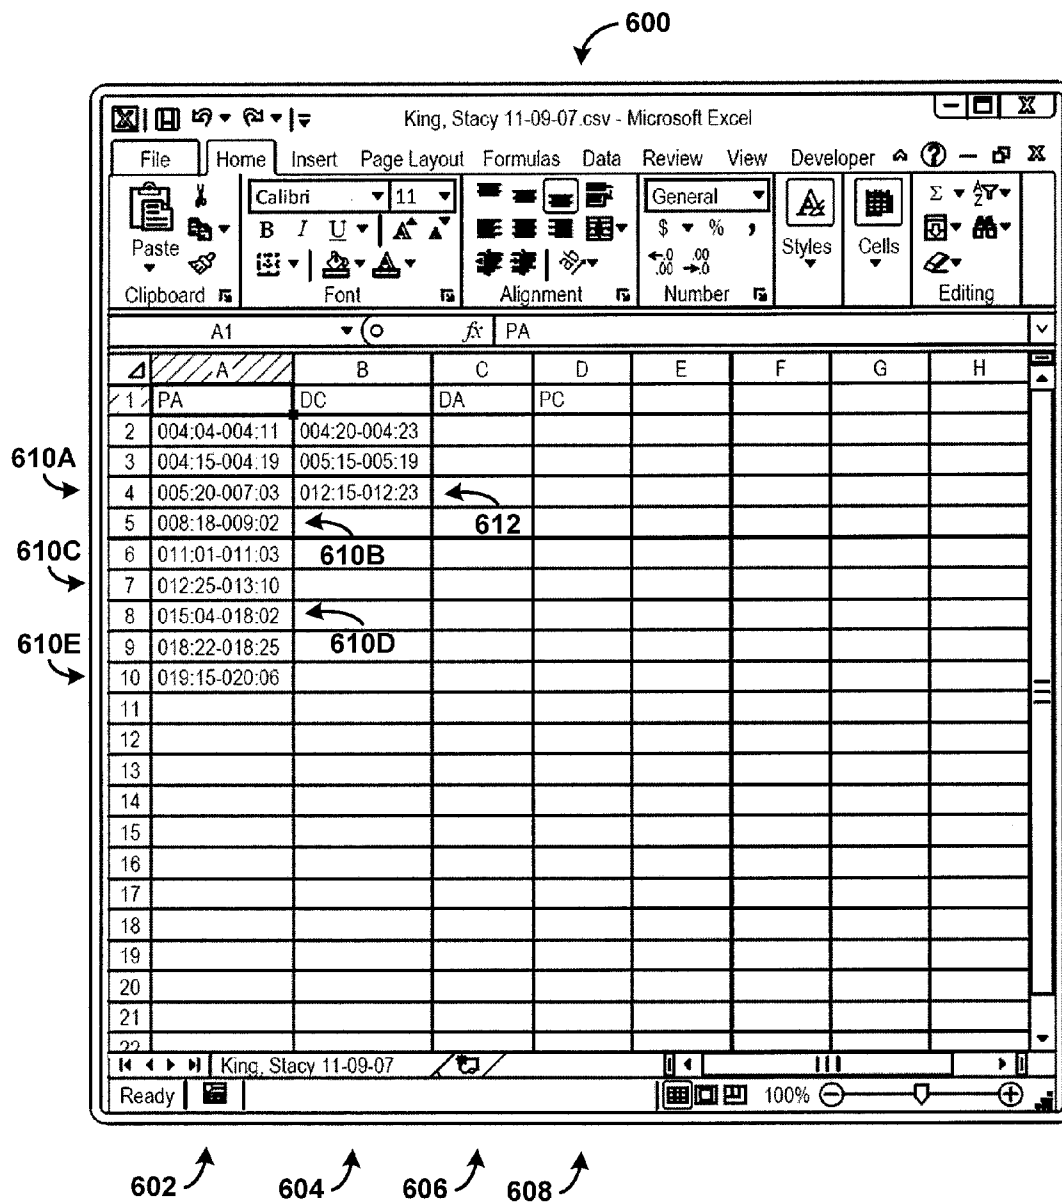 600
King, Stacy 11-09-07.csv - Microsoft Excel
File Home Insert Page Layout Formulas Data Review View Developer
Calibri 11 General
B I U A A $ % ,
Paste Styles Cells
Clipboard Font Alignment Number Editing
A1 fx PA
A B C D E F G H
1 PA DC DA PC
2 004:04-004:11 004:20-004:23
3 004:15-004:19 005:15-005:19
610A
4 005:20-007:03 012:15-012:23
612
5 008:18-009:02
610B
6 011:01-011:03
610C
7 012:25-013:10
8 015:04-018:02
610D
9 018:22-018:25
610E
10 019:15-020:06
11
12
13
14
15
16
17
18
19
20
21
22
King, Stacy 11-09-07
Ready 100%
602 604 606 608